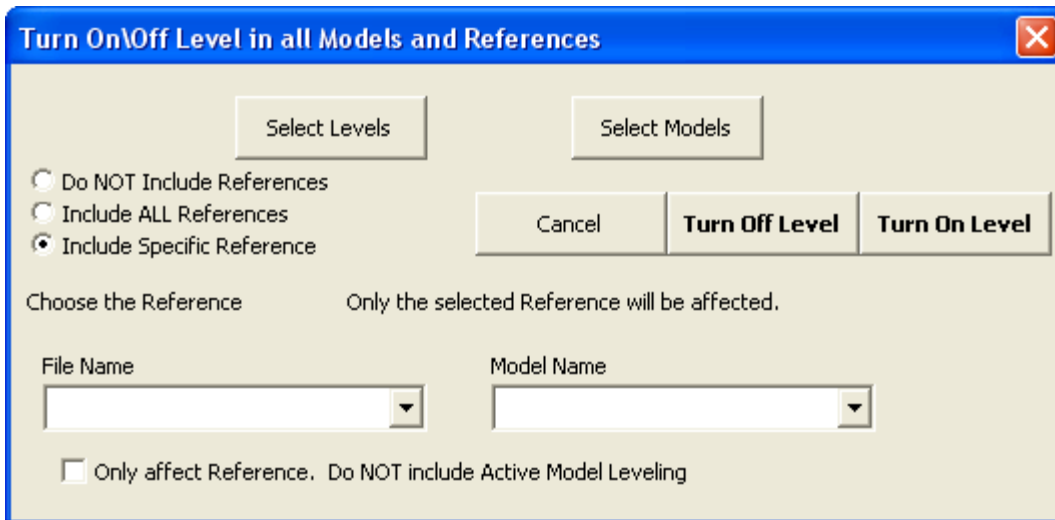 Turn On\Off Level in all Models and References
Select Levels
Select Models
Do NOT Include References
Include ALL References
Include Specific Reference
Cancel
Turn Off Level
Turn On Level
Choose the Reference
Only the selected Reference will be affected.
File Name
Model Name
Only affect Reference.  Do NOT include Active Model Leveling